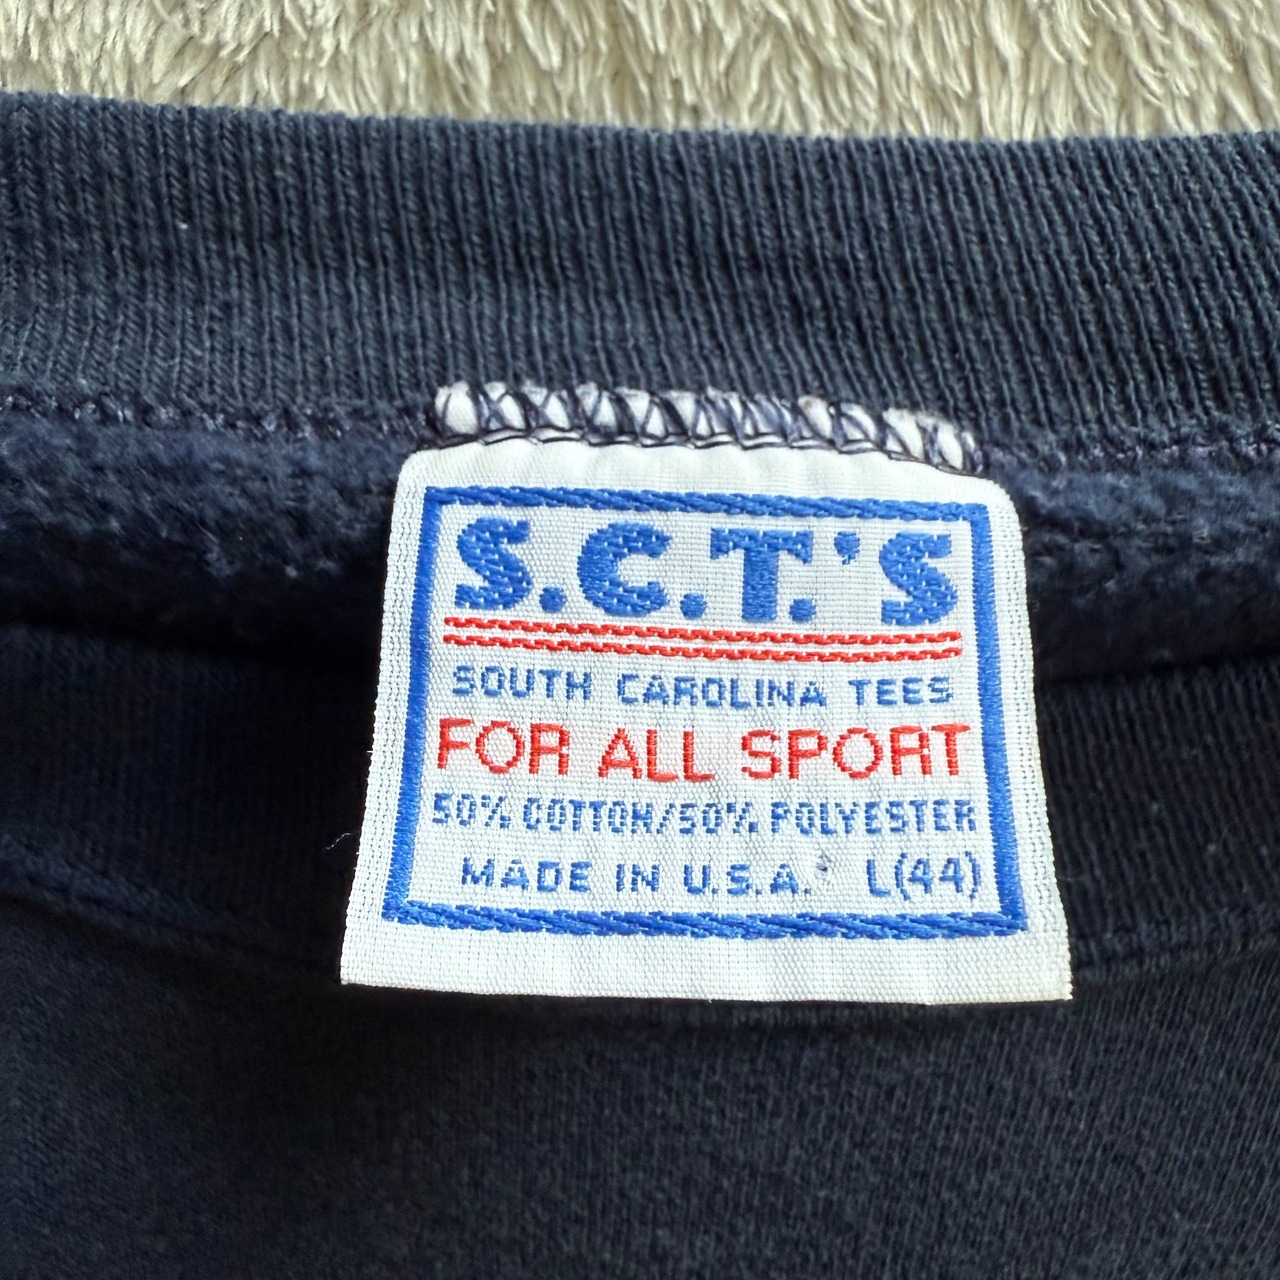 S.C.T.'S
SOUTH CAROLINA TEES
FOR ALL SPORT
50% COTTON/50% POLYESTER
MADE IN U.S.A. L(44)